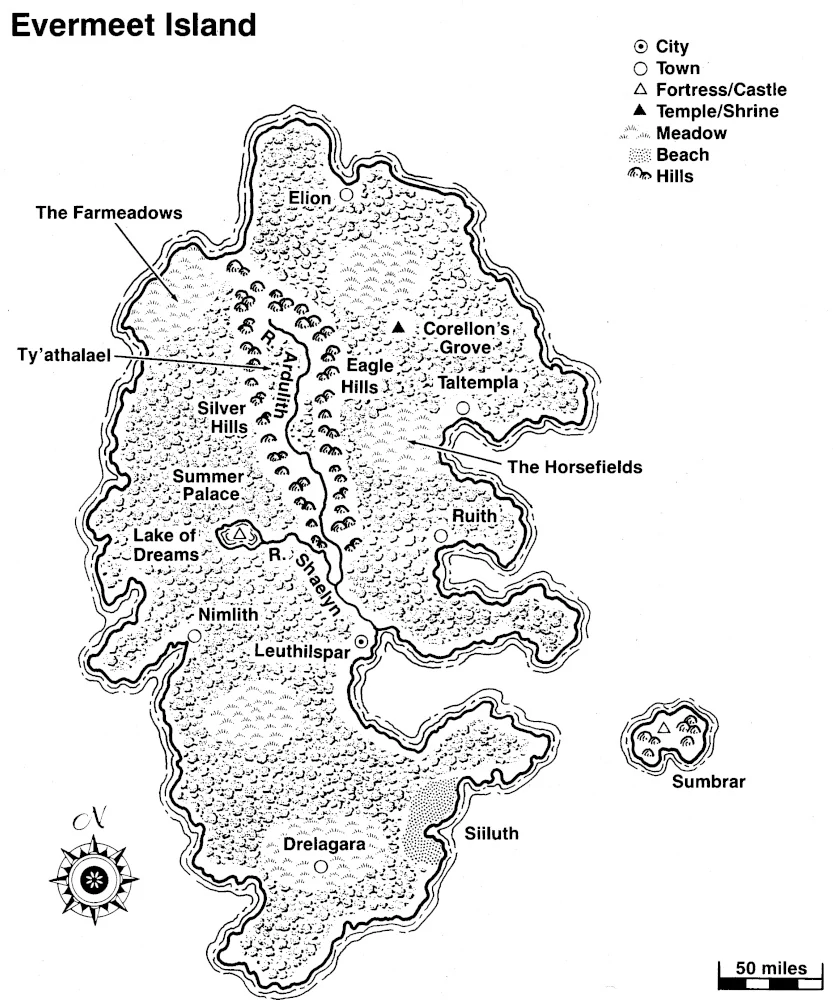 Evermeet Island
City
Town
Fortress/Castle
Temple/Shrine
Meadow
Beach
Hills
Elion
The Farmeadows
Corellon's
Grove
Ty'athalael
R. Ardulith
Eagle
Hills
Taltempla
Silver
Hills
The Horsefields
Summer
Palace
Ruith
Lake of
Dreams
R. Shaelyn
Nimlith
Leuthilspar
Sumbrar
N
Siiluth
Drelagara
50 miles